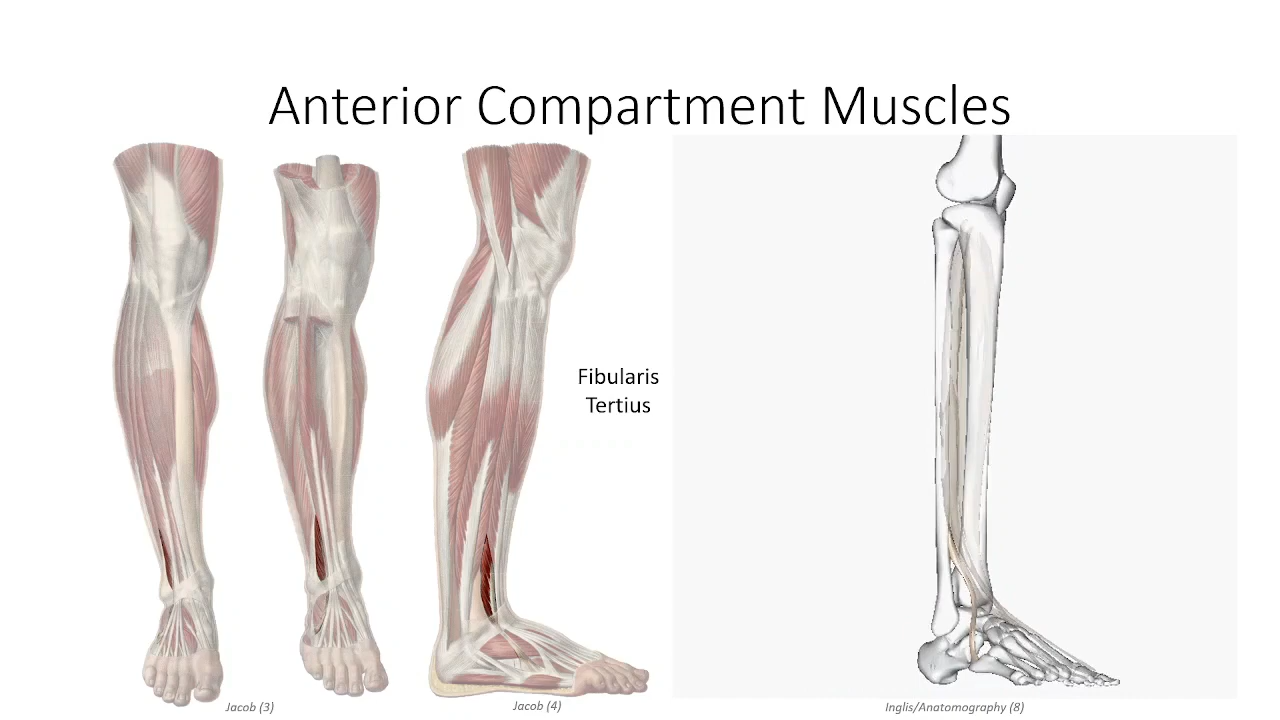 Anterior Compartment Muscles
Fibularis
Tertius
Jacob (3)
Jacob (4)
Inglis/Anatomography (8)